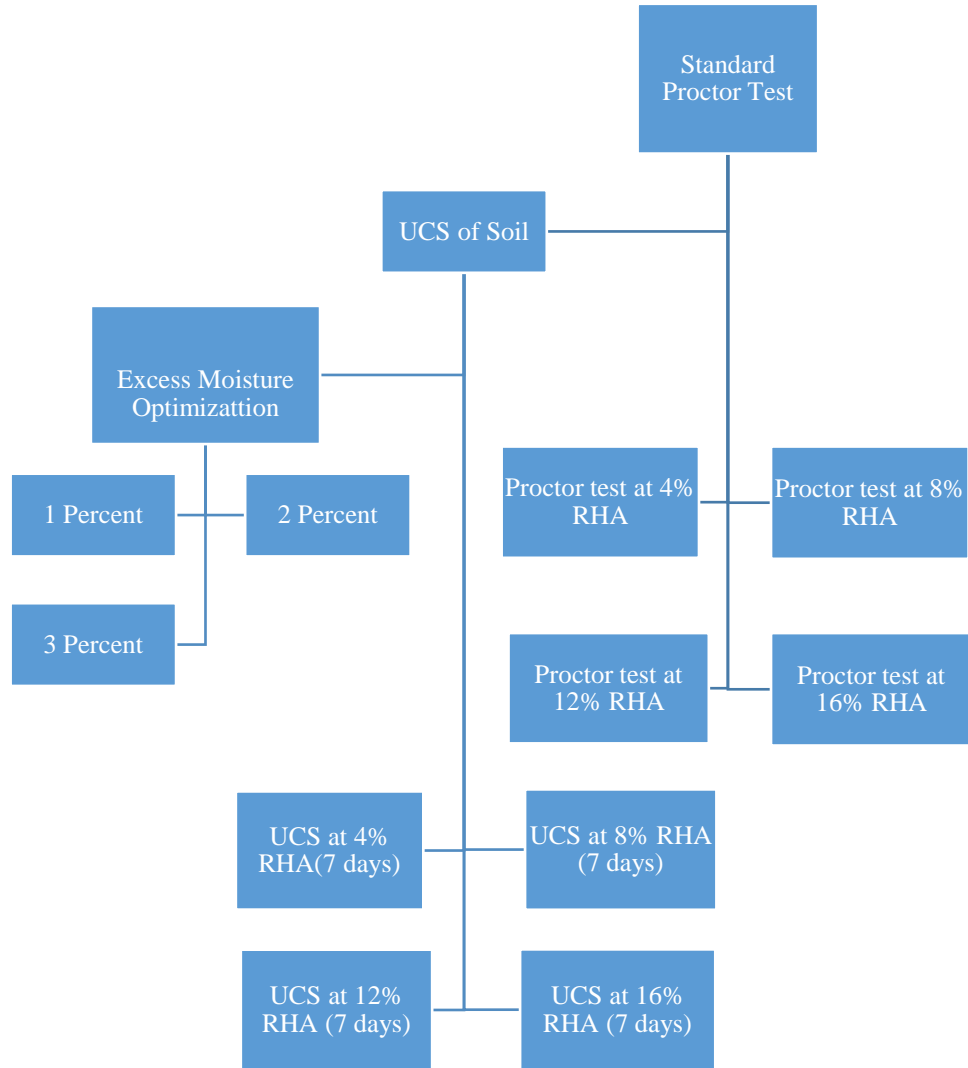 Standard
Proctor Test
UCS of Soil
Excess Moisture
Optimizattion
1 Percent
2 Percent
3 Percent
Proctor test at 4%
RHA
Proctor test at 8%
RHA
Proctor test at
12% RHA
Proctor test at
16% RHA
UCS at 4%
RHA(7 days)
UCS at 8% RHA
(7 days)
UCS at 12%
RHA (7 days)
UCS at 16%
RHA (7 days)